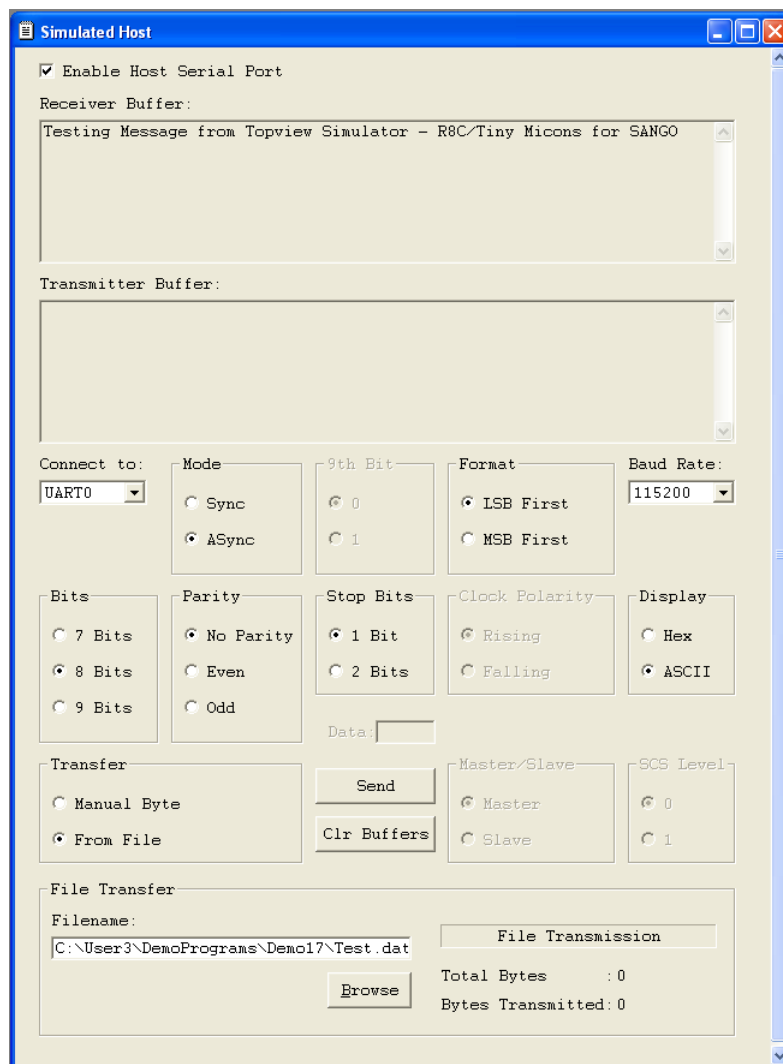 Simulated Host
Enable Host Serial Port
Receiver Buffer:
Testing Message from Topview Simulator - R8C/Tiny Micons for SANGO
Transmitter Buffer:
Connect to: Mode 9th Bit Format Baud Rate:
UART0 Sync 0 LSB First 115200
ASync 1 MSB First
Bits Parity Stop Bits Clock Polarity Display
7 Bits No Parity 1 Bit Rising Hex
8 Bits Even 2 Bits Falling ASCII
9 Bits Odd
Data:
Transfer Send Master/Slave SCS Level
Manual Byte Master 0
From File Clr Buffers Slave 1
File Transfer
Filename:
C:\User3\DemoPrograms\Demo17\Test.dat File Transmission
Total Bytes :0
Browse
Bytes Transmitted:0